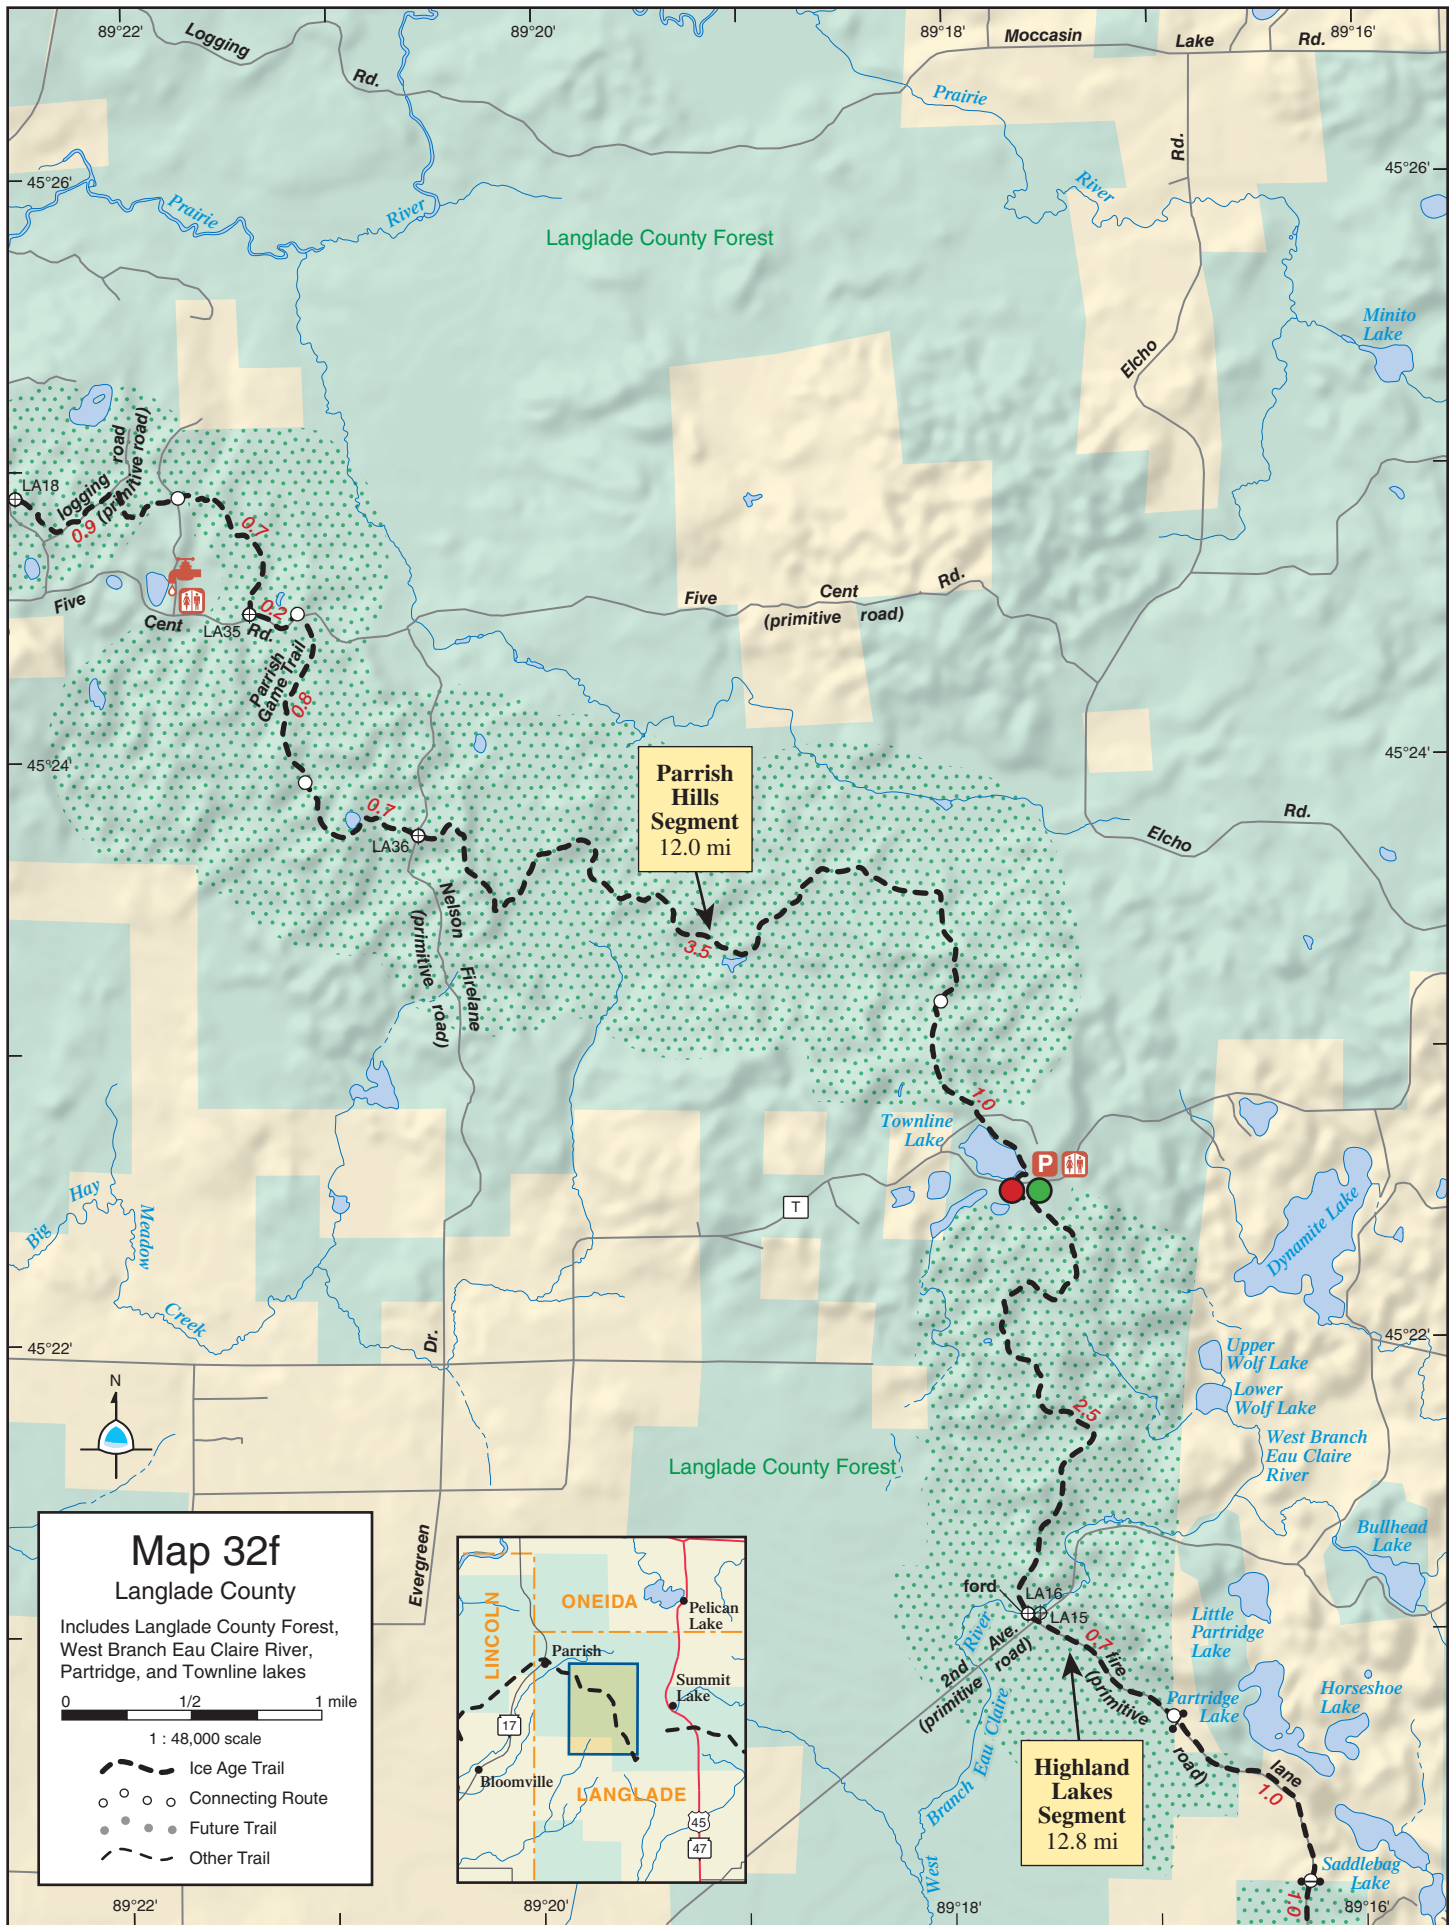 89°22'
89°20'
89°18'
89°16'
Logging
Rd.
Moccasin
Lake
Rd.
Prairie
Rd.
45°26'
45°26'
Prairie
River
River
Langlade County Forest
Minito
Lake
Elcho
LA18
logging
road
(primitive road)
0.9
0.7
Five
Cent
Rd.
LA35
0.2
Five
Cent
Rd.
(primitive
road)
Parrish
Game Trail
0.8
45°24'
45°24'
Parrish
Hills
Segment
12.0 mi
0.7
LA36
Elcho
Rd.
Nelson
Firelane
(primitive
road)
3.5
1.0
Townline
Lake
P
T
Big
Hay
Meadow
Creek
Dynamite Lake
45°22'
45°22'
Dr.
Upper
Wolf Lake
Lower
Wolf Lake
2.5
West Branch
Eau Claire
River
Langlade County Forest
N
Bullhead
Lake
Evergreen
ford
LA16
LA15
Little
Partridge
Lake
River
2nd
Ave.
(primitive
road)
0.7
fire
lane
(primitive
road)
Partridge
Lake
Horseshoe
Lake
Highland
Lakes
Segment
12.8 mi
1.0
West
Branch
Eau Claire
Saddlebag
Lake
1.0
Map 32f
Langlade County
Includes Langlade County Forest,
West Branch Eau Claire River,
Partridge, and Townline lakes
0
1/2
1 mile
1 : 48,000 scale
Ice Age Trail
Connecting Route
Future Trail
Other Trail
LINCOLN
ONEIDA
Pelican
Lake
Parrish
Summit
Lake
17
Bloomville
LANGLADE
45
47
89°22'
89°20'
89°18'
89°16'